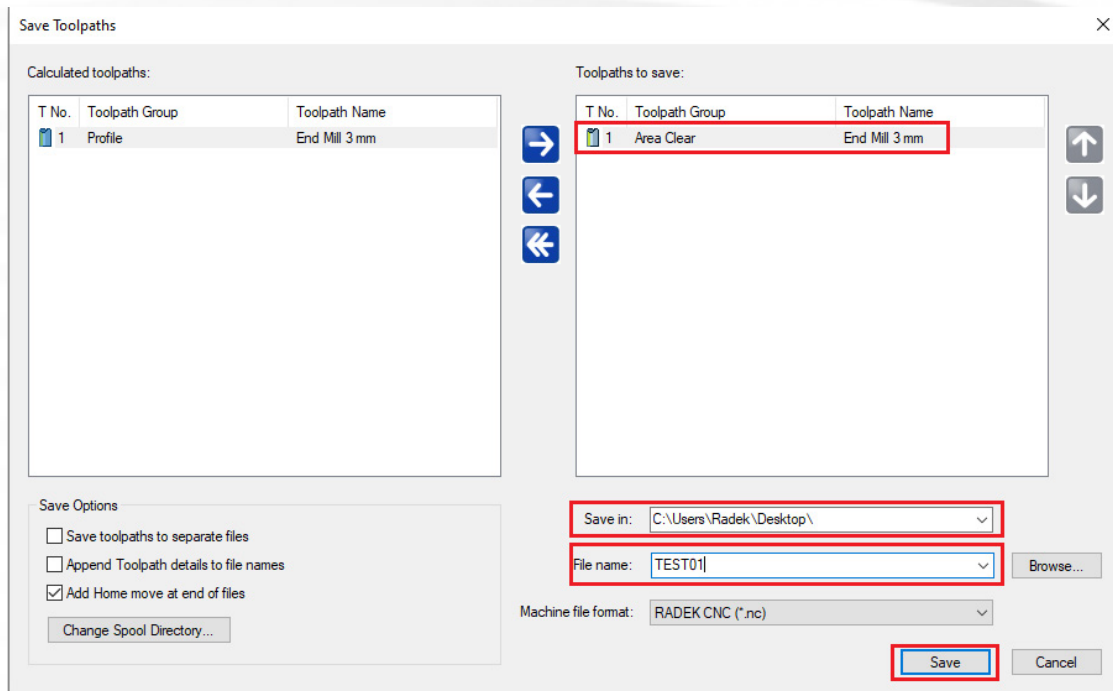 Save Toolpaths
Calculated toolpaths:
T No. Toolpath Group Toolpath Name
1 Profile End Mill 3 mm
Toolpaths to save:
T No. Toolpath Group Toolpath Name
1 Area Clear End Mill 3 mm
Save Options
Save toolpaths to separate files
Append Toolpath details to file names
Add Home move at end of files
Change Spool Directory...
Save in: C:\Users\Radek\Desktop\
File name: TEST01 Browse...
Machine file format: RADEK CNC (*.nc)
Save Cancel